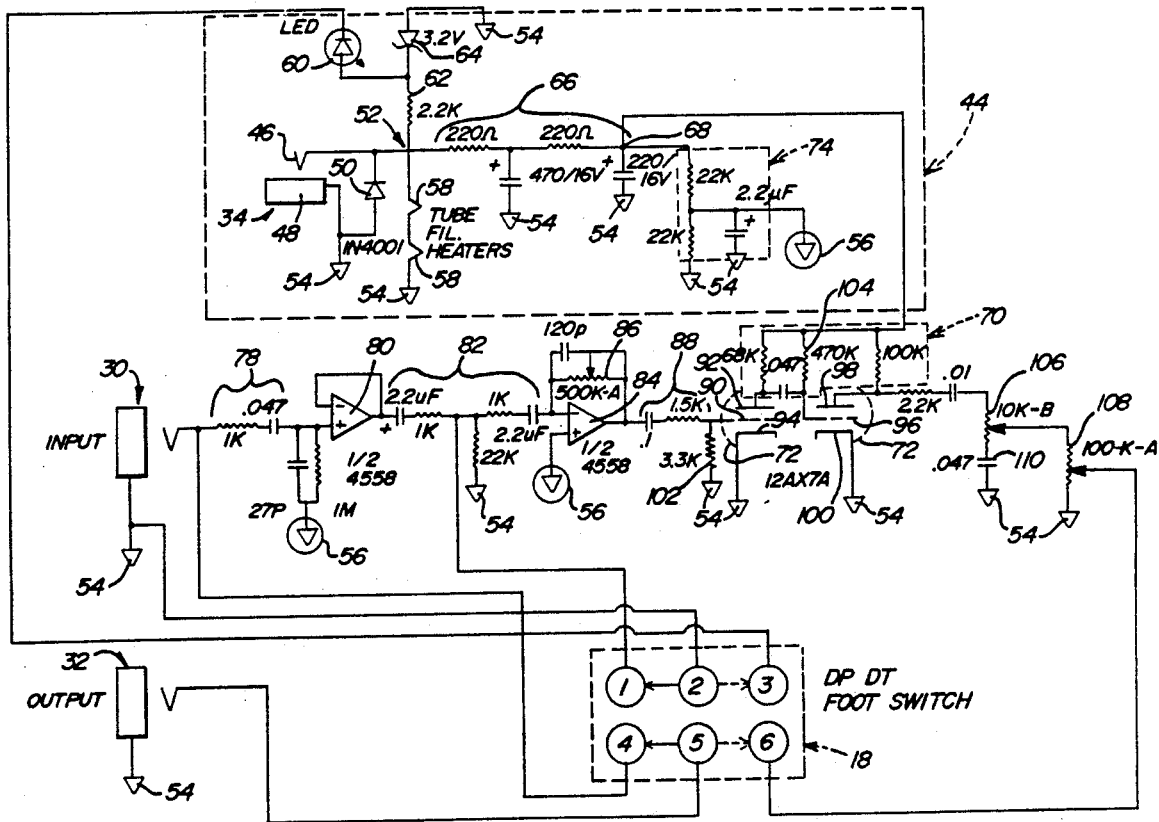 LED
60
3.2V
64
54
62
66
52
2.2K
220Ω
220Ω
68
44
46
50
470/16V
220/
16V
74
22K
2.2μF
34
48
IN4001
58
TUBE
FIL.
HEATERS
58
54
54
54
54
22K
54
56
104
70
30
INPUT
78
.047
1K
80
82
2.2uF
1K
1K
2.2uF
120p
86
500K-A
84
88
92
68K
.047
470K
100K
98
.01
106
90
1.5K
94
96
2.2K
10K-B
108
100-K-A
1/2
4558
22K
1/2
4558
.1
3.3K
102
72
12AX7A
100
72
.047
110
27P
1M
56
54
56
54
54
54
54
32
OUTPUT
54
1
2
3
4
5
6
DP DT
FOOT SWITCH
18